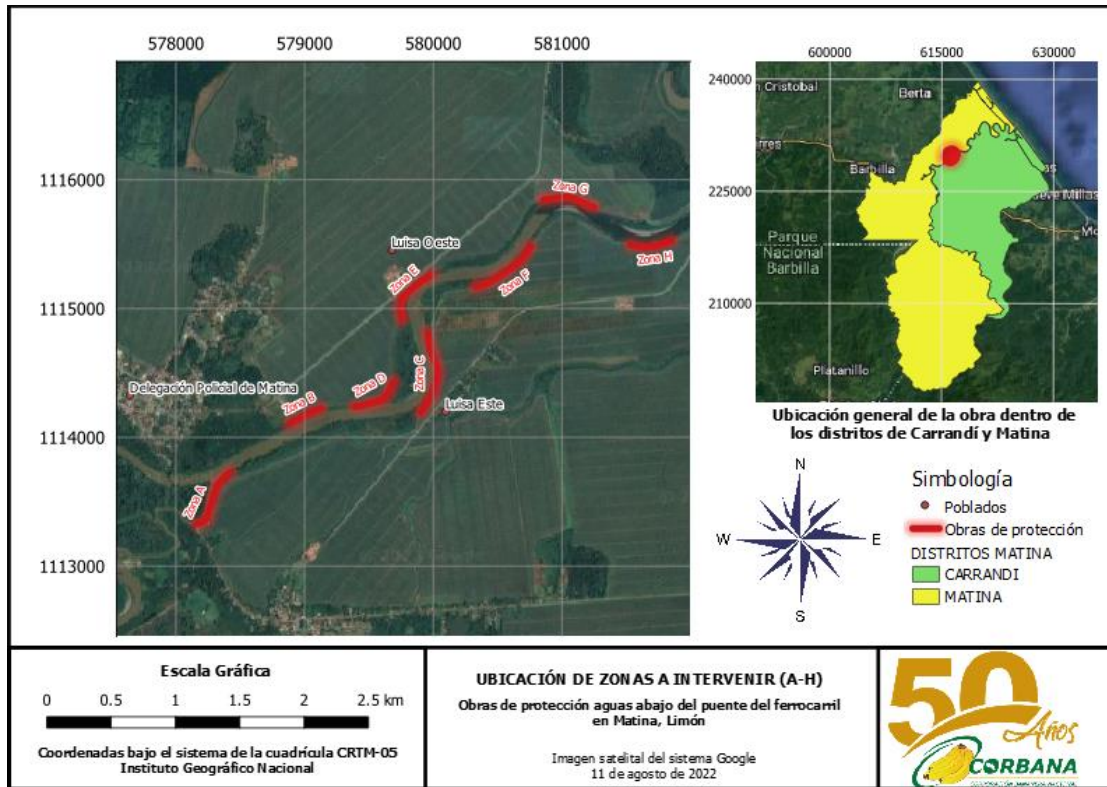 578000 579000 580000 581000
1116000
1115000
1114000
1113000
Zona G
Luisa Oeste
Zona H
Zona E
Zona F
Zona C
Delegación Policial de Matina
Zona D
Zona B
Luisa Este
Zona A
600000 615000 630000
240000
225000
210000
n Cristobal
Berta
rres
Barbilla
as
Parque
Nacional
Barbilla
Platanillo
Ubicación general de la obra dentro de
los distritos de Carrandí y Matina
N
W
E
S
Simbología
Poblados
Obras de protección
DISTRITOS MATINA
CARRANDI
MATINA
Escala Gráfica
0 0.5 1 1.5 2 2.5 km
Coordenadas bajo el sistema de la cuadrícula CRTM-05
Instituto Geográfico Nacional
UBICACIÓN DE ZONAS A INTERVENIR (A-H)
Obras de protección aguas abajo del puente del ferrocarril
en Matina, Limón
Imagen satelital del sistema Google
11 de agosto de 2022
50
Años
CORBANA